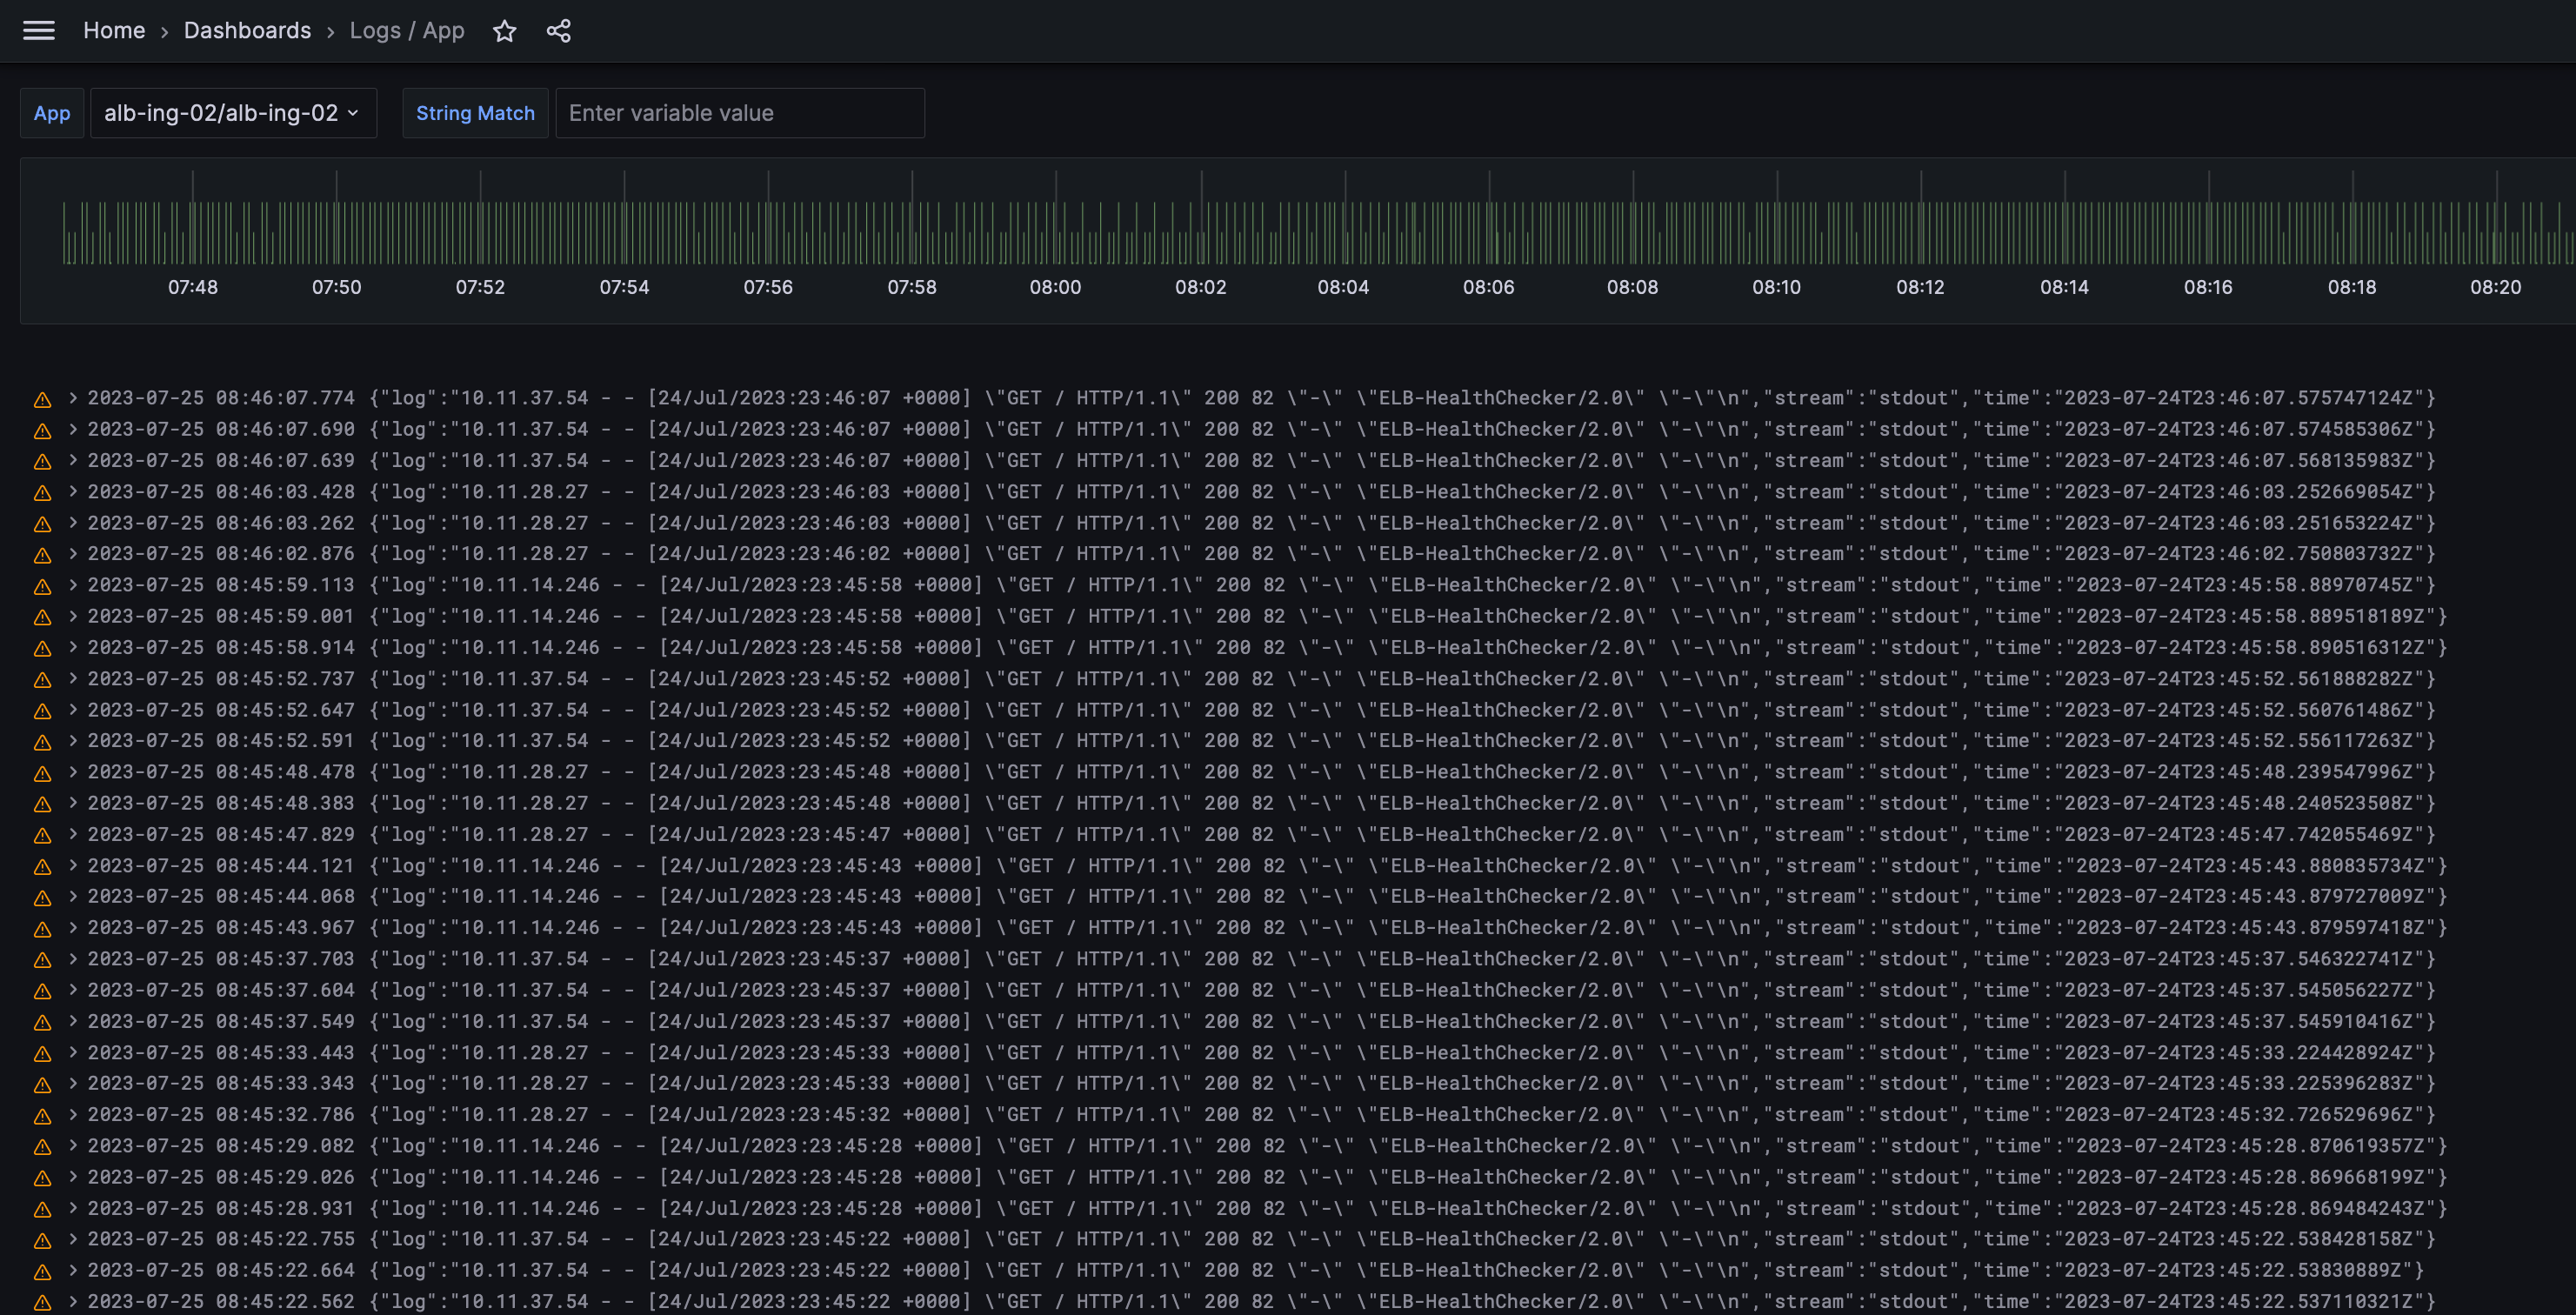 Home › Dashboards › Logs / App
App alb-ing-02/alb-ing-02 String Match Enter variable value
07:48 07:50 07:52 07:54 07:56 07:58 08:00 08:02 08:04 08:06 08:08 08:10 08:12 08:14 08:16 08:18 08:20
2023-07-25 08:46:07.774 {"log":"10.11.37.54 - - [24/Jul/2023:23:46:07 +0000] \"GET / HTTP/1.1\" 200 82 \"-\" \"ELB-HealthChecker/2.0\" \"-\"\n","stream":"stdout","time":"2023-07-24T23:46:07.575747124Z"}
2023-07-25 08:46:07.690 {"log":"10.11.37.54 - - [24/Jul/2023:23:46:07 +0000] \"GET / HTTP/1.1\" 200 82 \"-\" \"ELB-HealthChecker/2.0\" \"-\"\n","stream":"stdout","time":"2023-07-24T23:46:07.574585306Z"}
2023-07-25 08:46:07.639 {"log":"10.11.37.54 - - [24/Jul/2023:23:46:07 +0000] \"GET / HTTP/1.1\" 200 82 \"-\" \"ELB-HealthChecker/2.0\" \"-\"\n","stream":"stdout","time":"2023-07-24T23:46:07.568135983Z"}
2023-07-25 08:46:03.428 {"log":"10.11.28.27 - - [24/Jul/2023:23:46:03 +0000] \"GET / HTTP/1.1\" 200 82 \"-\" \"ELB-HealthChecker/2.0\" \"-\"\n","stream":"stdout","time":"2023-07-24T23:46:03.252669054Z"}
2023-07-25 08:46:03.262 {"log":"10.11.28.27 - - [24/Jul/2023:23:46:03 +0000] \"GET / HTTP/1.1\" 200 82 \"-\" \"ELB-HealthChecker/2.0\" \"-\"\n","stream":"stdout","time":"2023-07-24T23:46:03.251653224Z"}
2023-07-25 08:46:02.876 {"log":"10.11.28.27 - - [24/Jul/2023:23:46:02 +0000] \"GET / HTTP/1.1\" 200 82 \"-\" \"ELB-HealthChecker/2.0\" \"-\"\n","stream":"stdout","time":"2023-07-24T23:46:02.750803732Z"}
2023-07-25 08:45:59.113 {"log":"10.11.14.246 - - [24/Jul/2023:23:45:58 +0000] \"GET / HTTP/1.1\" 200 82 \"-\" \"ELB-HealthChecker/2.0\" \"-\"\n","stream":"stdout","time":"2023-07-24T23:45:58.88970745Z"}
2023-07-25 08:45:59.001 {"log":"10.11.14.246 - - [24/Jul/2023:23:45:58 +0000] \"GET / HTTP/1.1\" 200 82 \"-\" \"ELB-HealthChecker/2.0\" \"-\"\n","stream":"stdout","time":"2023-07-24T23:45:58.889518189Z"}
2023-07-25 08:45:58.914 {"log":"10.11.14.246 - - [24/Jul/2023:23:45:58 +0000] \"GET / HTTP/1.1\" 200 82 \"-\" \"ELB-HealthChecker/2.0\" \"-\"\n","stream":"stdout","time":"2023-07-24T23:45:58.890516312Z"}
2023-07-25 08:45:52.737 {"log":"10.11.37.54 - - [24/Jul/2023:23:45:52 +0000] \"GET / HTTP/1.1\" 200 82 \"-\" \"ELB-HealthChecker/2.0\" \"-\"\n","stream":"stdout","time":"2023-07-24T23:45:52.561888282Z"}
2023-07-25 08:45:52.647 {"log":"10.11.37.54 - - [24/Jul/2023:23:45:52 +0000] \"GET / HTTP/1.1\" 200 82 \"-\" \"ELB-HealthChecker/2.0\" \"-\"\n","stream":"stdout","time":"2023-07-24T23:45:52.560761486Z"}
2023-07-25 08:45:52.591 {"log":"10.11.37.54 - - [24/Jul/2023:23:45:52 +0000] \"GET / HTTP/1.1\" 200 82 \"-\" \"ELB-HealthChecker/2.0\" \"-\"\n","stream":"stdout","time":"2023-07-24T23:45:52.556117263Z"}
2023-07-25 08:45:48.478 {"log":"10.11.28.27 - - [24/Jul/2023:23:45:48 +0000] \"GET / HTTP/1.1\" 200 82 \"-\" \"ELB-HealthChecker/2.0\" \"-\"\n","stream":"stdout","time":"2023-07-24T23:45:48.239547996Z"}
2023-07-25 08:45:48.383 {"log":"10.11.28.27 - - [24/Jul/2023:23:45:48 +0000] \"GET / HTTP/1.1\" 200 82 \"-\" \"ELB-HealthChecker/2.0\" \"-\"\n","stream":"stdout","time":"2023-07-24T23:45:48.240523508Z"}
2023-07-25 08:45:47.829 {"log":"10.11.28.27 - - [24/Jul/2023:23:45:47 +0000] \"GET / HTTP/1.1\" 200 82 \"-\" \"ELB-HealthChecker/2.0\" \"-\"\n","stream":"stdout","time":"2023-07-24T23:45:47.742055469Z"}
2023-07-25 08:45:44.121 {"log":"10.11.14.246 - - [24/Jul/2023:23:45:43 +0000] \"GET / HTTP/1.1\" 200 82 \"-\" \"ELB-HealthChecker/2.0\" \"-\"\n","stream":"stdout","time":"2023-07-24T23:45:43.880835734Z"}
2023-07-25 08:45:44.068 {"log":"10.11.14.246 - - [24/Jul/2023:23:45:43 +0000] \"GET / HTTP/1.1\" 200 82 \"-\" \"ELB-HealthChecker/2.0\" \"-\"\n","stream":"stdout","time":"2023-07-24T23:45:43.879727009Z"}
2023-07-25 08:45:43.967 {"log":"10.11.14.246 - - [24/Jul/2023:23:45:43 +0000] \"GET / HTTP/1.1\" 200 82 \"-\" \"ELB-HealthChecker/2.0\" \"-\"\n","stream":"stdout","time":"2023-07-24T23:45:43.879597418Z"}
2023-07-25 08:45:37.703 {"log":"10.11.37.54 - - [24/Jul/2023:23:45:37 +0000] \"GET / HTTP/1.1\" 200 82 \"-\" \"ELB-HealthChecker/2.0\" \"-\"\n","stream":"stdout","time":"2023-07-24T23:45:37.546322741Z"}
2023-07-25 08:45:37.604 {"log":"10.11.37.54 - - [24/Jul/2023:23:45:37 +0000] \"GET / HTTP/1.1\" 200 82 \"-\" \"ELB-HealthChecker/2.0\" \"-\"\n","stream":"stdout","time":"2023-07-24T23:45:37.545056227Z"}
2023-07-25 08:45:37.549 {"log":"10.11.37.54 - - [24/Jul/2023:23:45:37 +0000] \"GET / HTTP/1.1\" 200 82 \"-\" \"ELB-HealthChecker/2.0\" \"-\"\n","stream":"stdout","time":"2023-07-24T23:45:37.545910416Z"}
2023-07-25 08:45:33.443 {"log":"10.11.28.27 - - [24/Jul/2023:23:45:33 +0000] \"GET / HTTP/1.1\" 200 82 \"-\" \"ELB-HealthChecker/2.0\" \"-\"\n","stream":"stdout","time":"2023-07-24T23:45:33.224428924Z"}
2023-07-25 08:45:33.343 {"log":"10.11.28.27 - - [24/Jul/2023:23:45:33 +0000] \"GET / HTTP/1.1\" 200 82 \"-\" \"ELB-HealthChecker/2.0\" \"-\"\n","stream":"stdout","time":"2023-07-24T23:45:33.225396283Z"}
2023-07-25 08:45:32.786 {"log":"10.11.28.27 - - [24/Jul/2023:23:45:32 +0000] \"GET / HTTP/1.1\" 200 82 \"-\" \"ELB-HealthChecker/2.0\" \"-\"\n","stream":"stdout","time":"2023-07-24T23:45:32.726529696Z"}
2023-07-25 08:45:29.082 {"log":"10.11.14.246 - - [24/Jul/2023:23:45:28 +0000] \"GET / HTTP/1.1\" 200 82 \"-\" \"ELB-HealthChecker/2.0\" \"-\"\n","stream":"stdout","time":"2023-07-24T23:45:28.870619357Z"}
2023-07-25 08:45:29.026 {"log":"10.11.14.246 - - [24/Jul/2023:23:45:28 +0000] \"GET / HTTP/1.1\" 200 82 \"-\" \"ELB-HealthChecker/2.0\" \"-\"\n","stream":"stdout","time":"2023-07-24T23:45:28.869668199Z"}
2023-07-25 08:45:28.931 {"log":"10.11.14.246 - - [24/Jul/2023:23:45:28 +0000] \"GET / HTTP/1.1\" 200 82 \"-\" \"ELB-HealthChecker/2.0\" \"-\"\n","stream":"stdout","time":"2023-07-24T23:45:28.869484243Z"}
2023-07-25 08:45:22.755 {"log":"10.11.37.54 - - [24/Jul/2023:23:45:22 +0000] \"GET / HTTP/1.1\" 200 82 \"-\" \"ELB-HealthChecker/2.0\" \"-\"\n","stream":"stdout","time":"2023-07-24T23:45:22.538428158Z"}
2023-07-25 08:45:22.664 {"log":"10.11.37.54 - - [24/Jul/2023:23:45:22 +0000] \"GET / HTTP/1.1\" 200 82 \"-\" \"ELB-HealthChecker/2.0\" \"-\"\n","stream":"stdout","time":"2023-07-24T23:45:22.53830889Z"}
2023-07-25 08:45:22.562 {"log":"10.11.37.54 - - [24/Jul/2023:23:45:22 +0000] \"GET / HTTP/1.1\" 200 82 \"-\" \"ELB-HealthChecker/2.0\" \"-\"\n","stream":"stdout","time":"2023-07-24T23:45:22.537110321Z"}